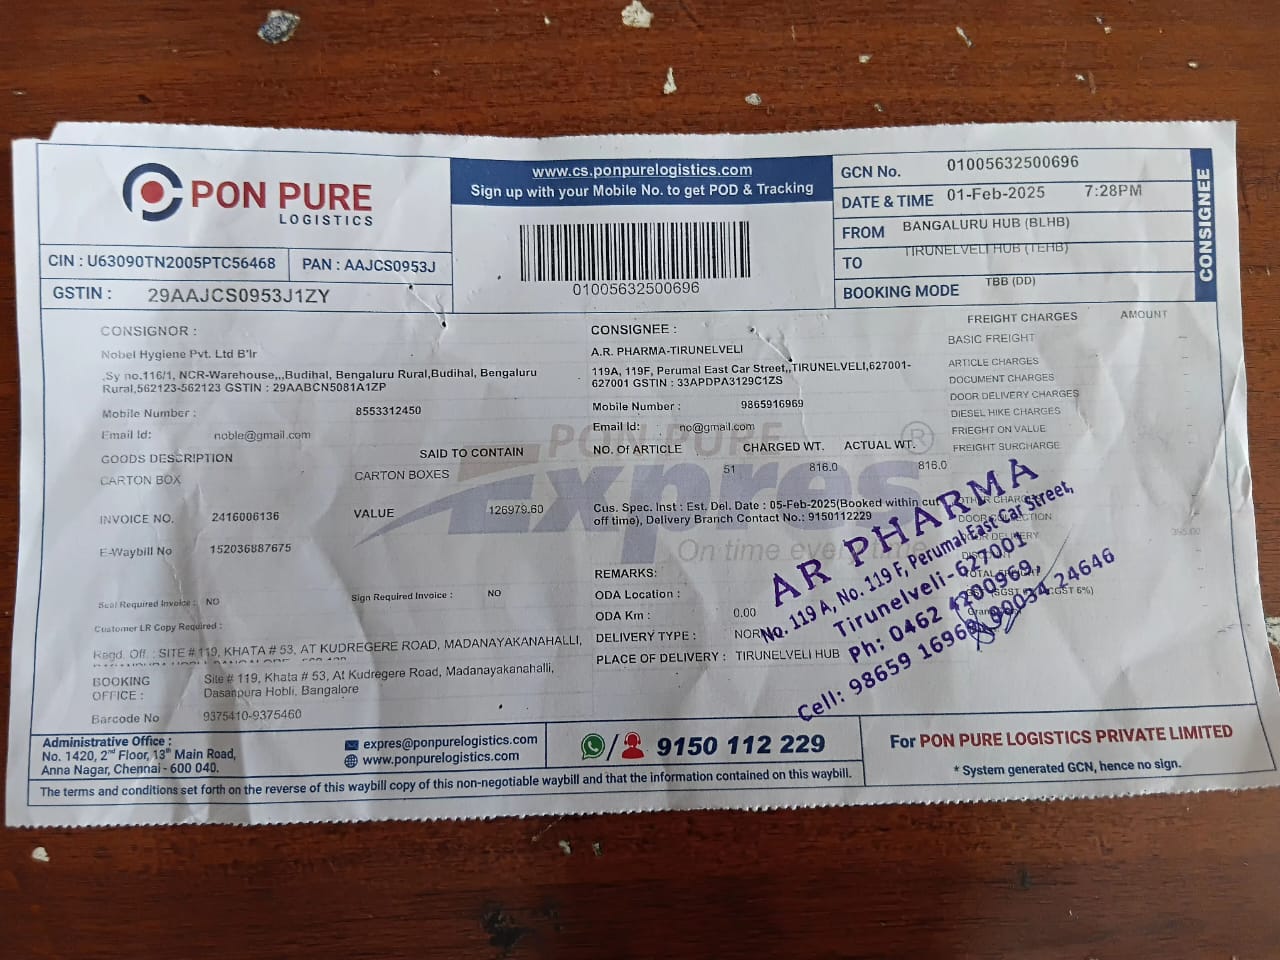 PON PURE
LOGISTICS
www.cs.ponpurelogistics.com
Sign up with your Mobile No. to get POD & Tracking
01005632500696
GCN No. 01005632500696
DATE & TIME 01-Feb-2025 7:28PM
FROM BANGALURU HUB (BLHB)
TO TIRUNELVELI HUB (TEHB)
BOOKING MODE TBB (DD)
CONSIGNEE
CIN : U63090TN2005PTC56468 PAN : AAJCS0953J
GSTIN : 29AAJCS0953J1ZY
CONSIGNOR :
Nobel Hygiene Pvt. Ltd B'lr
,Sy no.116/1, NCR-Warehouse,,,Budihal, Bengaluru Rural,Budihal, Bengaluru
Rural,562123-562123 GSTIN : 29AABCN5081A1ZP
Mobile Number : 8553312450
Email Id: noble@gmail.com
GOODS DESCRIPTION SAID TO CONTAIN
CARTON BOX CARTON BOXES
INVOICE NO. 2416006136 VALUE 126979.60
E-Waybill No 152036887675
Seal Required Invoice : NO Sign Required Invoice : NO
Customer LR Copy Required :
Regd. Off. : SITE # 119, KHATA # 53, AT KUDREGERE ROAD, MADANAYAKANAHALLI,
BOOKING OFFICE : Site # 119, Khata # 53, At Kudregere Road, Madanayakanahalli,
Dasanpura Hobli, Bangalore
Barcode No 9375410-9375460
CONSIGNEE :
A.R. PHARMA-TIRUNELVELI
119A, 119F, Perumal East Car Street,,TIRUNELVELI,627001-
627001 GSTIN : 33APDPA3129C1ZS
Mobile Number : 9865916969
Email Id: no@gmail.com
NO. OF ARTICLE CHARGED WT. ACTUAL WT.
51 816.0 816.0
Cus. Spec. Inst : Est. Del. Date : 05-Feb-2025(Booked within cut
off time), Delivery Branch Contact No.: 9150112229
REMARKS:
ODA Location :
ODA Km : 0.00
DELIVERY TYPE :
PLACE OF DELIVERY : TIRUNELVELI HUB
FREIGHT CHARGES AMOUNT
BASIC FREIGHT
ARTICLE CHARGES
DOCUMENT CHARGES
DOOR DELIVERY CHARGES
DIESEL HIKE CHARGES
FRIEGHT ON VALUE
FREIGHT SURCHARGE
PON PURE
Expres ®
On time every time
AR PHARMA
No. 119 A, No. 119 F, Perumal East Car Street,
Tirunelveli - 627001
Ph: 0462 4200969,
Cell: 98659 16969, 90034 24646
Administrative Office :
No. 1420, 2nd Floor, 13th Main Road,
Anna Nagar, Chennai - 600 040.
expres@ponpurelogistics.com
www.ponpurelogistics.com
9150 112 229
For PON PURE LOGISTICS PRIVATE LIMITED
* System generated GCN, hence no sign.
The terms and conditions set forth on the reverse of this waybill copy of this non-negotiable waybill and that the information contained on this waybill.